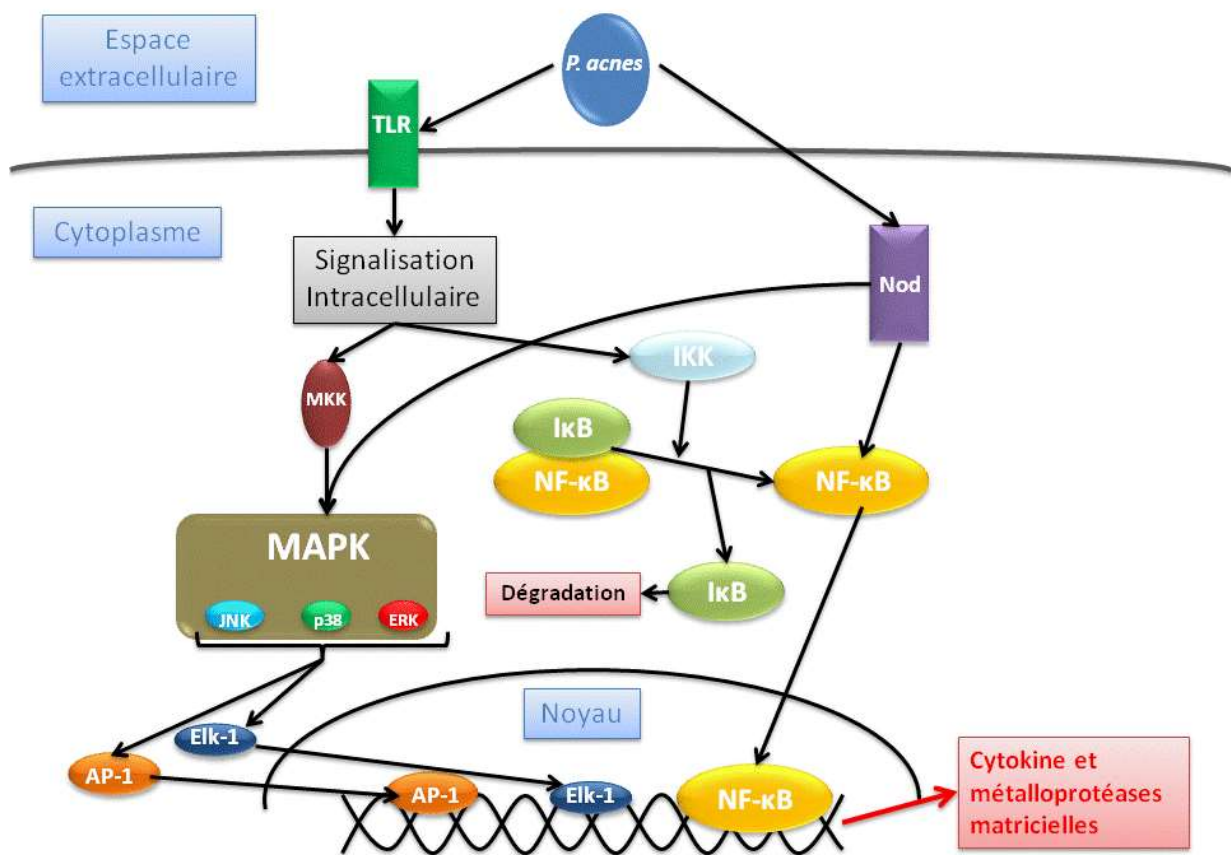 Espace
extracellulaire
P. acnes
TLR
Cytoplasme
Signalisation
Intracellulaire
Nod
IKK
MKK
IκB
NF-κB
NF-κB
MAPK
Dégradation
IκB
JNK
p38
ERK
Noyau
Elk-1
AP-1
AP-1
Elk-1
NF-κB
Cytokine et
métalloprotéases
matricielles